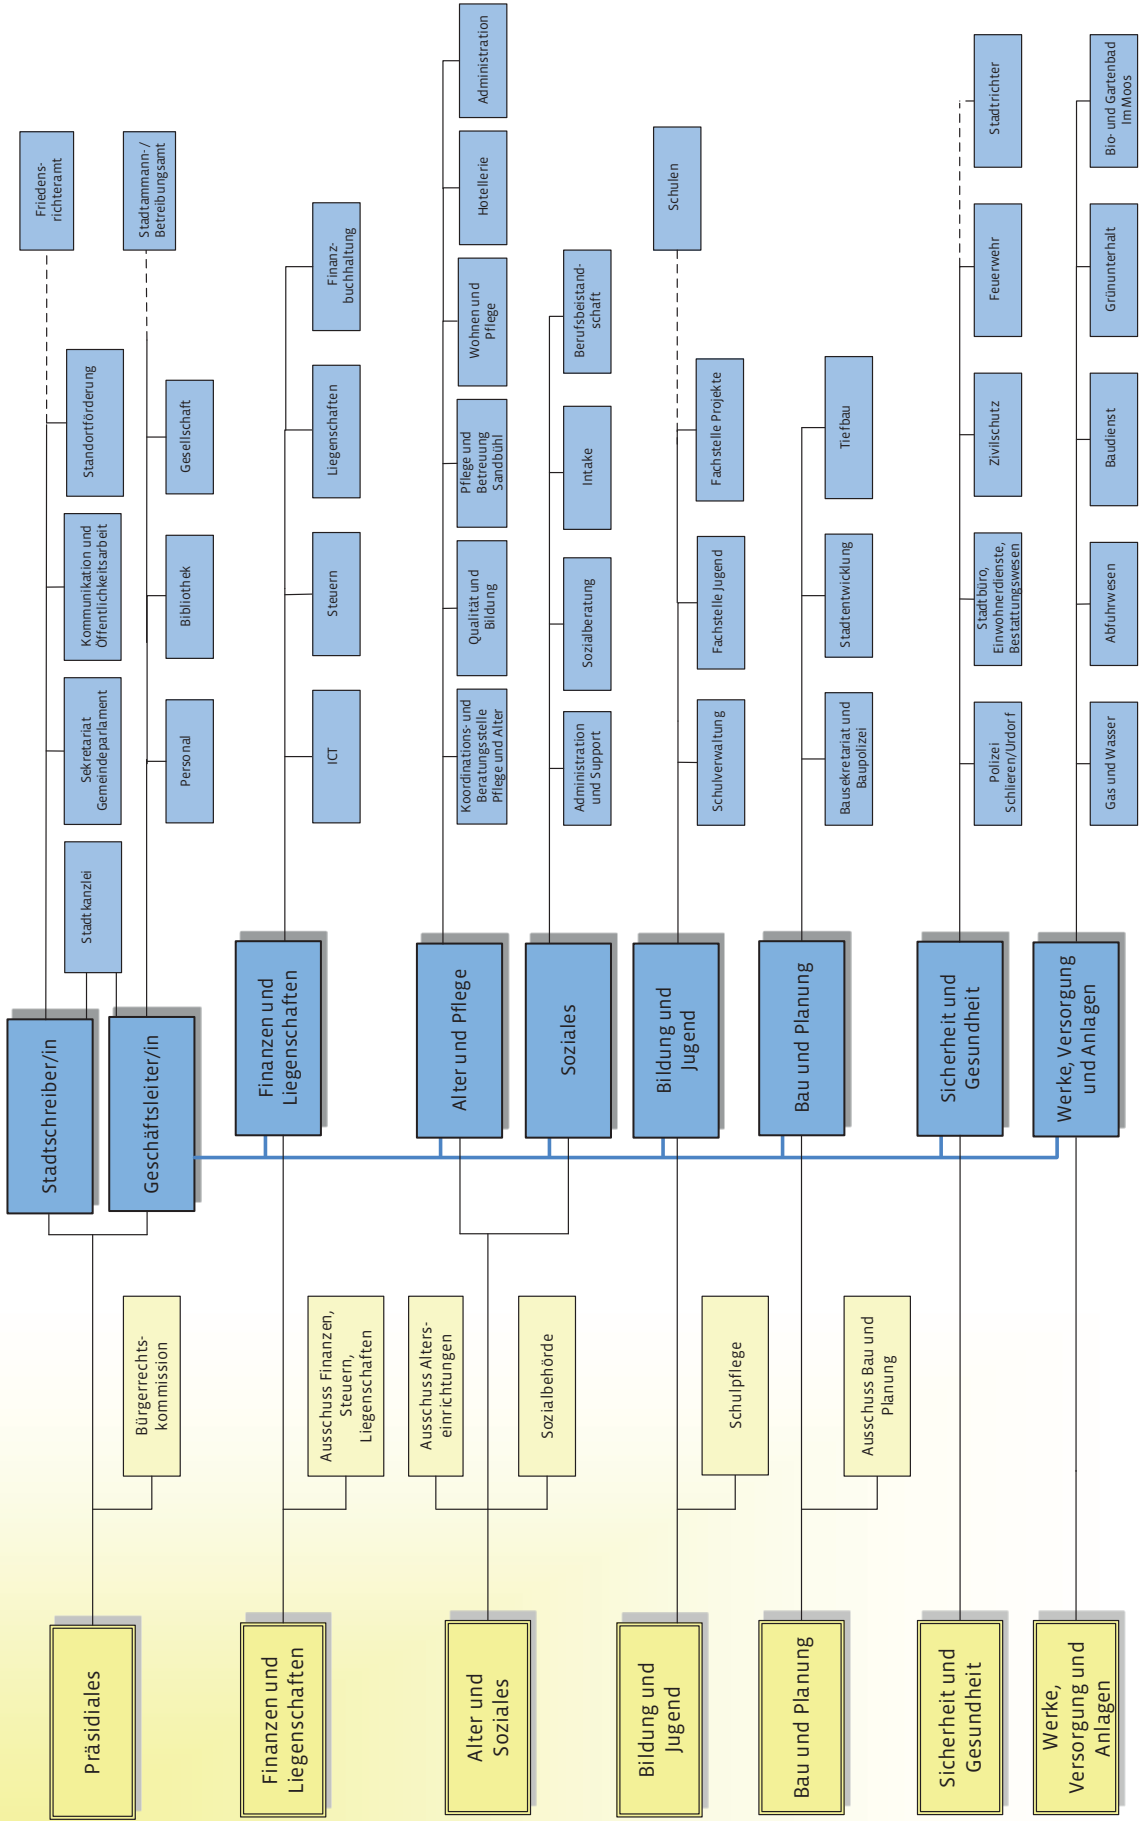 Präsidiales
Finanzen und
Liegenschaften
Alter und
Soziales
Bildung und
Jugend
Bau und Planung
Sicherheit und
Gesundheit
Werke,
Versorgung und
Anlagen
Bürgerrechts-
kommission
Ausschuss Finanzen,
Steuern,
Liegenschaften
Ausschuss Alters-
einrichtungen
Sozialbehörde
Schulpflege
Ausschuss Bau und
Planung
Stadtschreiber/in
Geschäftsleiter/in
Finanzen und
Liegenschaften
Alter und Pflege
Soziales
Bildung und
Jugend
Bau und Planung
Sicherheit und
Gesundheit
Werke, Versorgung
und Anlagen
Stadtkanzlei
Sekretariat
Gemeindeparlament
Kommunikation und
Öffentlichkeitsarbeit
Standortförderung
Friedens-
richteramt
Personal
Bibliothek
Gesellschaft
Stadtammann-/
Betreibungsamt
ICT
Steuern
Liegenschaften
Finanz-
buchhaltung
Koordinations- und
Beratungsstelle
Pflege und Alter
Qualität und
Bildung
Pflege und
Betreuung
Sandbühl
Wohnen und
Pflege
Hotellerie
Administration
Administration
und Support
Sozialberatung
Intake
Berufsbeistand-
schaft
Schulverwaltung
Fachstelle Jugend
Fachstelle Projekte
Schulen
Bausekretariat und
Baupolizei
Stadtentwicklung
Tiefbau
Polizei
Schlieren/Urdorf
Stadtbüro,
Einwohnerdienste,
Bestattungswesen
Zivilschutz
Feuerwehr
Stadtrichter
Gas und Wasser
Abfuhrwesen
Baudienst
Grünunterhalt
Bio- und Gartenbad
Im Moos